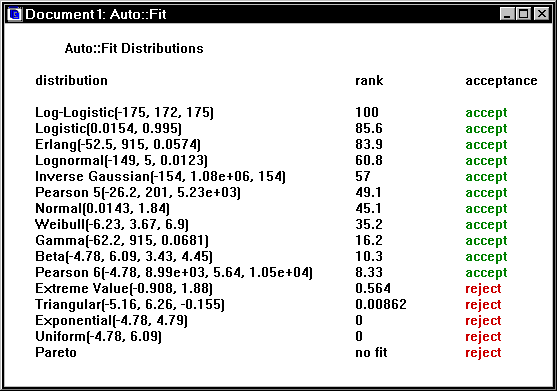 Document1: Auto::Fit
Auto::Fit Distributions
distribution rank acceptance
Log-Logistic(-175, 172, 175) 100 accept
Logistic(0.0154, 0.995) 85.6 accept
Erlang(-52.5, 915, 0.0574) 83.9 accept
Lognormal(-149, 5, 0.0123) 60.8 accept
Inverse Gaussian(-154, 1.08e+06, 154) 57 accept
Pearson 5(-26.2, 201, 5.23e+03) 49.1 accept
Normal(0.0143, 1.84) 45.1 accept
Weibull(-6.23, 3.67, 6.9) 35.2 accept
Gamma(-62.2, 915, 0.0681) 16.2 accept
Beta(-4.78, 6.09, 3.43, 4.45) 10.3 accept
Pearson 6(-4.78, 8.99e+03, 5.64, 1.05e+04) 8.33 accept
Extreme Value(-0.908, 1.88) 0.564 reject
Triangular(-5.16, 6.26, -0.155) 0.00862 reject
Exponential(-4.78, 4.79) 0 reject
Uniform(-4.78, 6.09) 0 reject
Pareto no fit reject